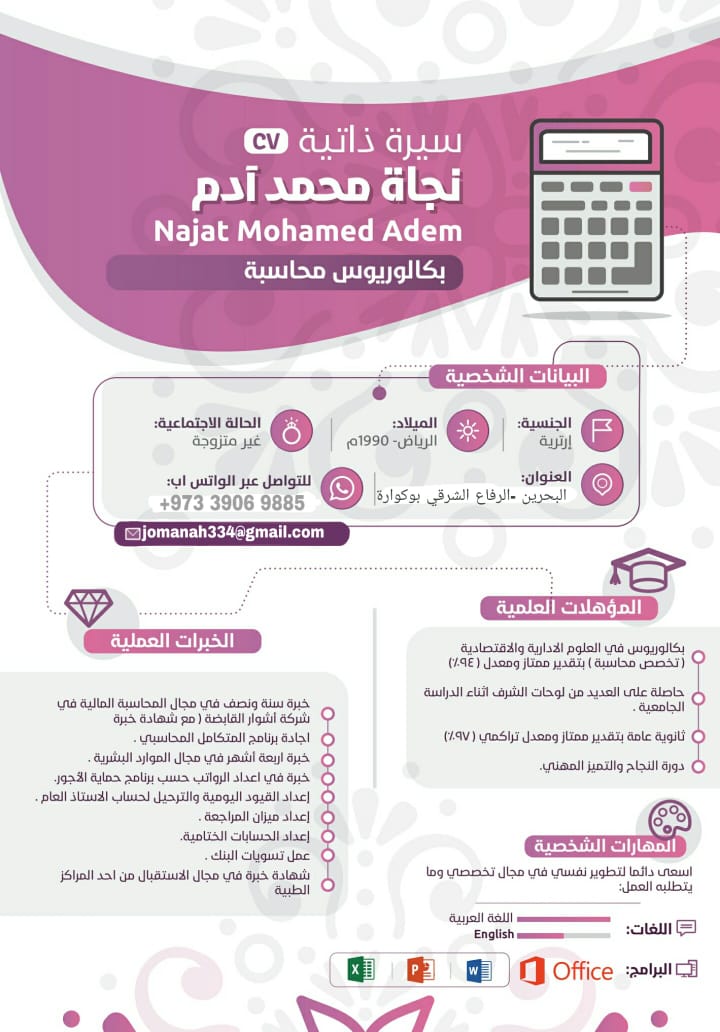 سيرة ذاتية CV
نجاة محمد آدم
Najat Mohamed Adem
بكالوريوس محاسبة
البيانات الشخصية
الجنسية:
إرترية
الميلاد:
الرياض- 1990م
الحالة الاجتماعية:
غير متزوجة
العنوان:
البحرين -الرفاع الشرقي بوكوارة
للتواصل عبر الواتس اب:
+973 3906 9885
jomanah334@gmail.com
المؤهلات العلمية
بكالوريوس في العلوم الادارية والاقتصادية
( تخصص محاسبة ) بتقدير ممتاز ومعدل ( ٩٤٪)
حاصلة على العديد من لوحات الشرف اثناء الدراسة
الجامعية .
ثانوية عامة بتقدير ممتاز ومعدل تراكمي ( ٩٧٪)
دورة النجاح والتميز المهني.
الخبرات العملية
خبرة سنة ونصف في مجال المحاسبة المالية في
شركة أشوار القابضة ( مع شهادة خبرة
اجادة برنامج المتكامل المحاسبي .
خبرة اربعة أشهر في مجال الموارد البشرية .
خبرة في اعداد الرواتب حسب برنامج حماية الأجور.
إعداد القيود اليومية والترحيل لحساب الاستاذ العام .
إعداد ميزان المراجعة .
إعداد الحسابات الختامية.
عمل تسويات البنك .
شهادة خبرة في مجال الاستقبال من احد المراكز
الطبية
المهارات الشخصية
اسعى دائما لتطوير نفسي في مجال تخصصي وما
يتطلبه العمل:
اللغات:
اللغة العربية
English
البرامج:
Office
W
P
X